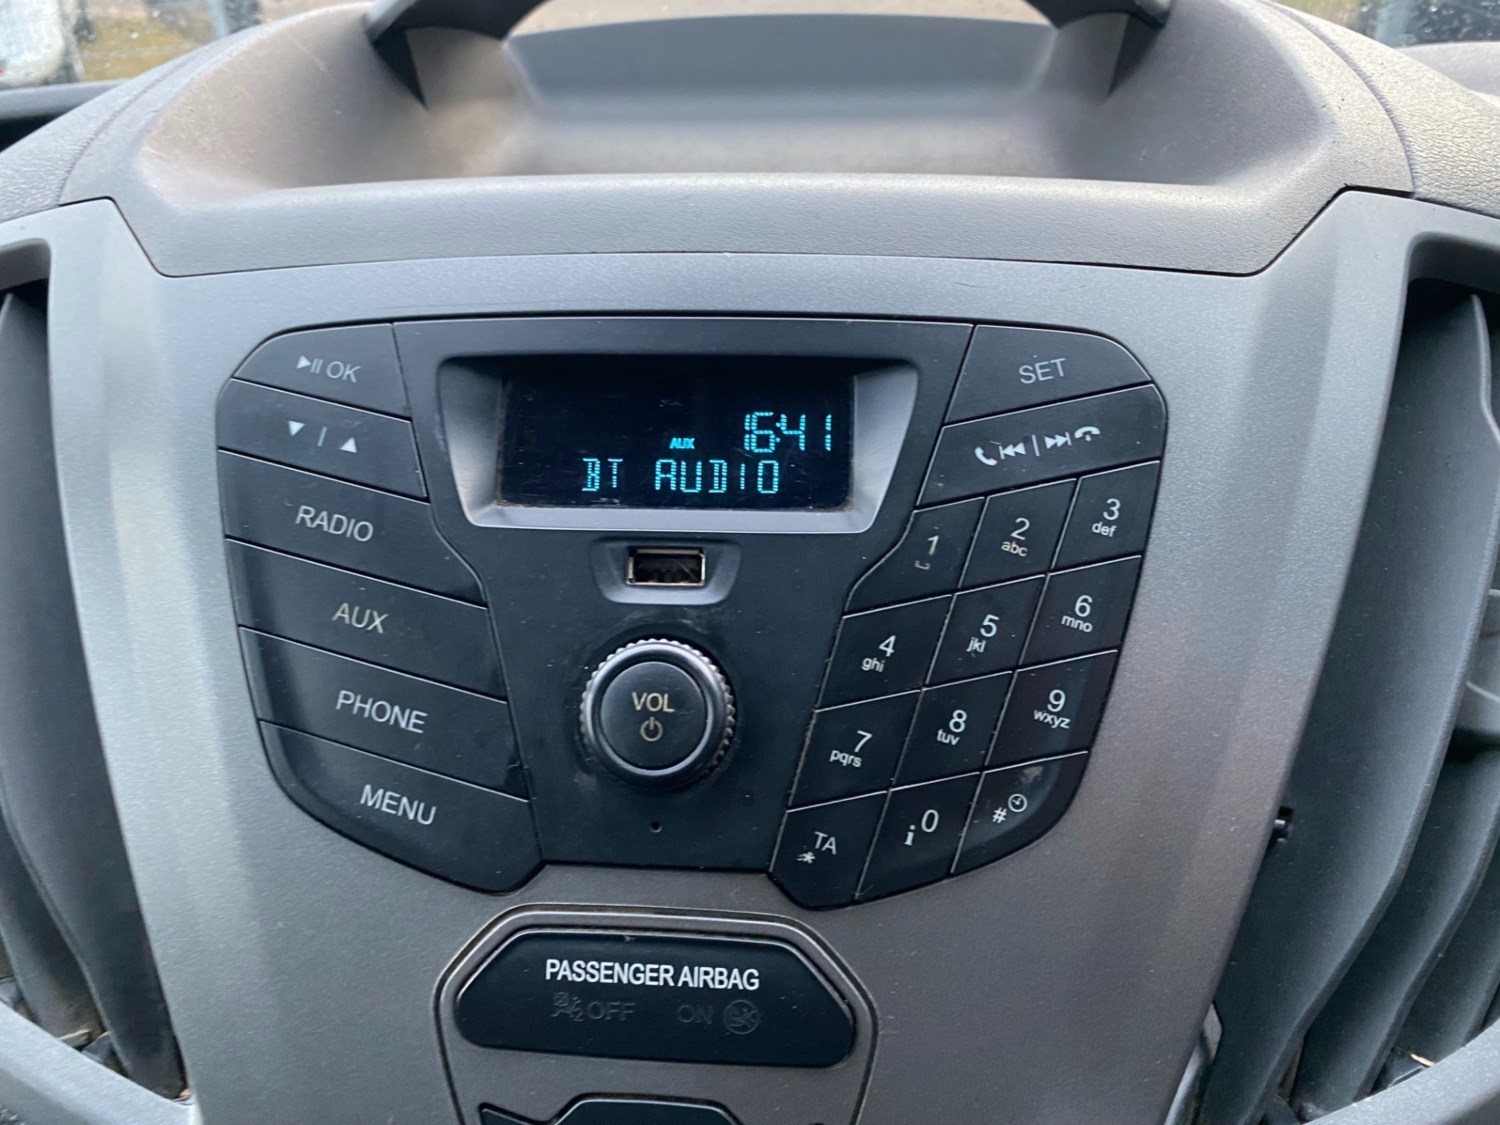 OK
SET
16:41
AUX
BT AUDIO
RADIO
AUX
PHONE
MENU
VOL
1
2
abc
3
def
4
ghi
5
jkl
6
mno
7
pqrs
8
tuv
9
wxyz
TA
*
i 0
#
PASSENGER AIRBAG
2 OFF ON